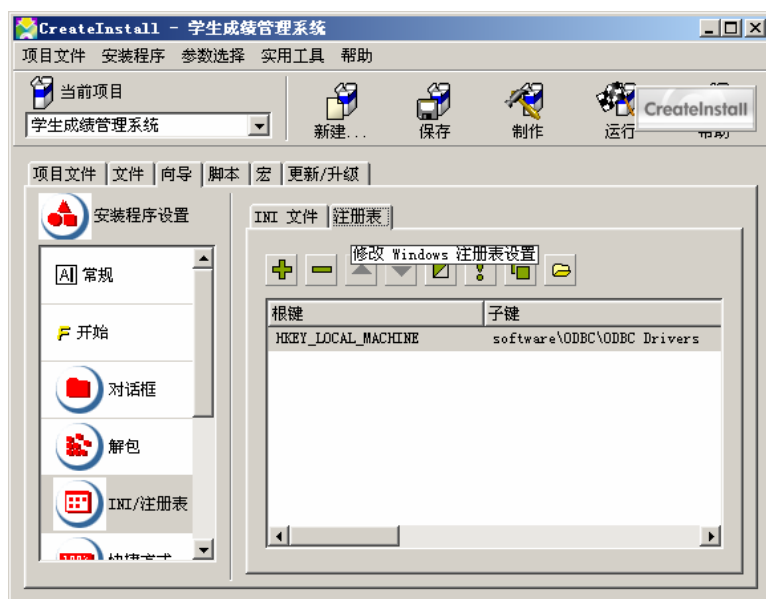 CreateInstall - 学生成绩管理系统
项目文件 安装程序 参数选择 实用工具 帮助
当前项目
学生成绩管理系统
新建... 保存 制作 运行
CreateInstall
项目文件 文件 向导 脚本 宏 更新/升级
安装程序设置
INI 文件 注册表
修改 Windows 注册表设置
常规
开始
对话框
解包
INI/注册表
根键 子键
HKEY_LOCAL_MACHINE software\ODBC\ODBC Drivers